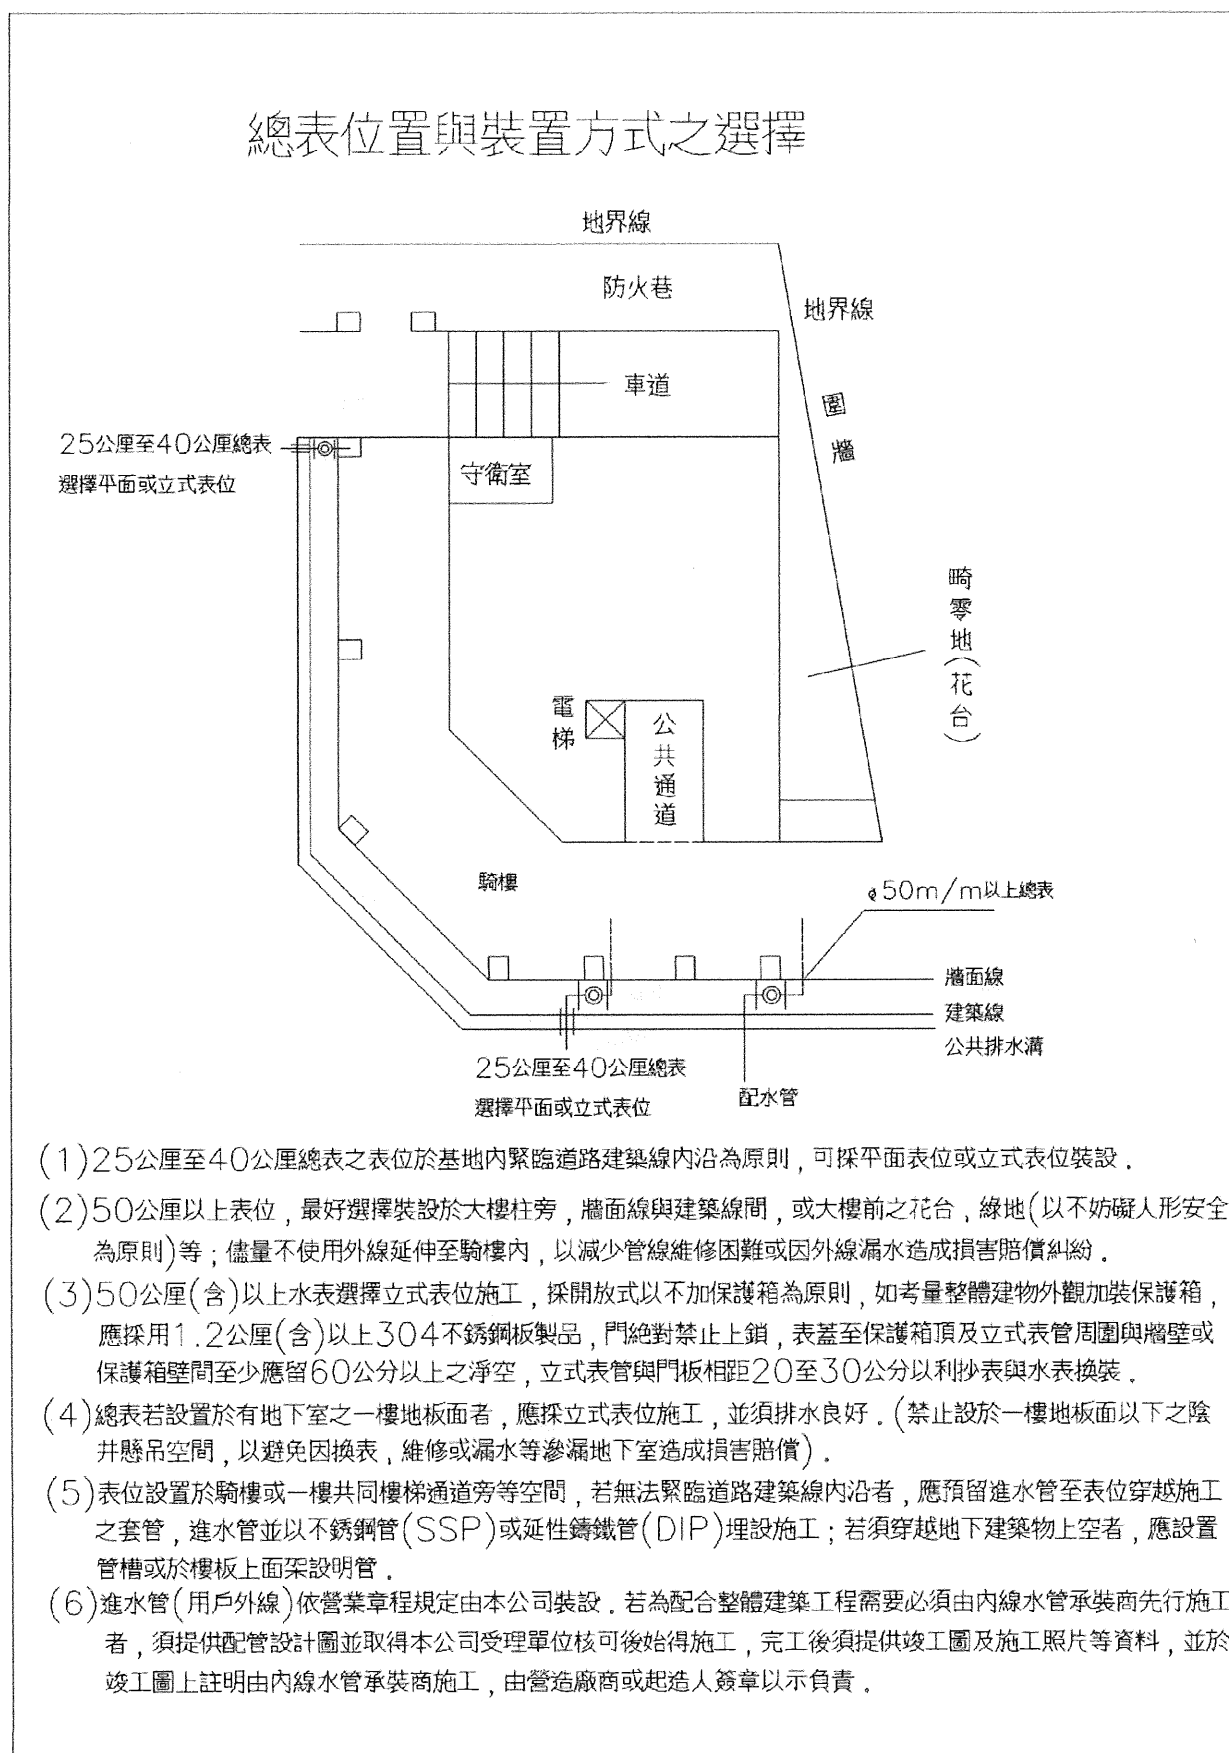 總表位置與裝置方式之選擇
地界線
防火巷
地界線
車道
圍牆
25公厘至40公厘總表
選擇平面或立式表位
守衛室
畸零地(花台)
電梯
公共通道
騎樓
φ50m/m以上總表
牆面線
建築線
公共排水溝
25公厘至40公厘總表
選擇平面或立式表位
配水管
(1)25公厘至40公厘總表之表位於基地內緊臨道路建築線內沿為原則，可採平面表位或立式表位裝設．
(2)50公厘以上表位，最好選擇裝設於大樓柱旁，牆面線與建築線間，或大樓前之花台、綠地(以不妨礙人形安全
為原則)等；儘量不使用外線延伸至騎樓內，以減少管線維修困難或因外線漏水造成損害賠償糾紛．
(3)50公厘(含)以上水表選擇立式表位施工，採開放式以不加保護箱為原則，如考量整體建物外觀加裝保護箱，
應採用1.2公厘(含)以上304不銹鋼板製品，門絕對禁止上鎖，表蓋至保護箱頂及立式表管周圍與牆壁或
保護箱壁間至少應留60公分以上之淨空，立式表管與門板相距20至30公分以利抄表與水表換裝．
(4)總表若設置於有地下室之一樓地板面者，應採立式表位施工，並須排水良好．(禁止設於一樓地板面以下之陰
井懸吊空間，以避免因換表，維修或漏水等滲漏地下室造成損害賠償)．
(5)表位設置於騎樓或一樓共同樓梯通道旁等空間，若無法緊臨道路建築線內沿者，應預留進水管至表位穿越施工
之套管，進水管並以不銹鋼管(SSP)或延性鑄鐵管(DIP)埋設施工；若須穿越地下建築物上空者，應設置
管槽或於樓板上面架設明管．
(6)進水管(用戶外線)依營業章程規定由本公司裝設．若為配合整體建築工程需要必須由內線水管承裝商先行施工
者，須提供配管設計圖並取得本公司受理單位核可後始得施工，完工後須提供竣工圖及施工照片等資料，並於
竣工圖上註明由內線水管承裝商施工，由營造廠商或起造人簽章以示負責．